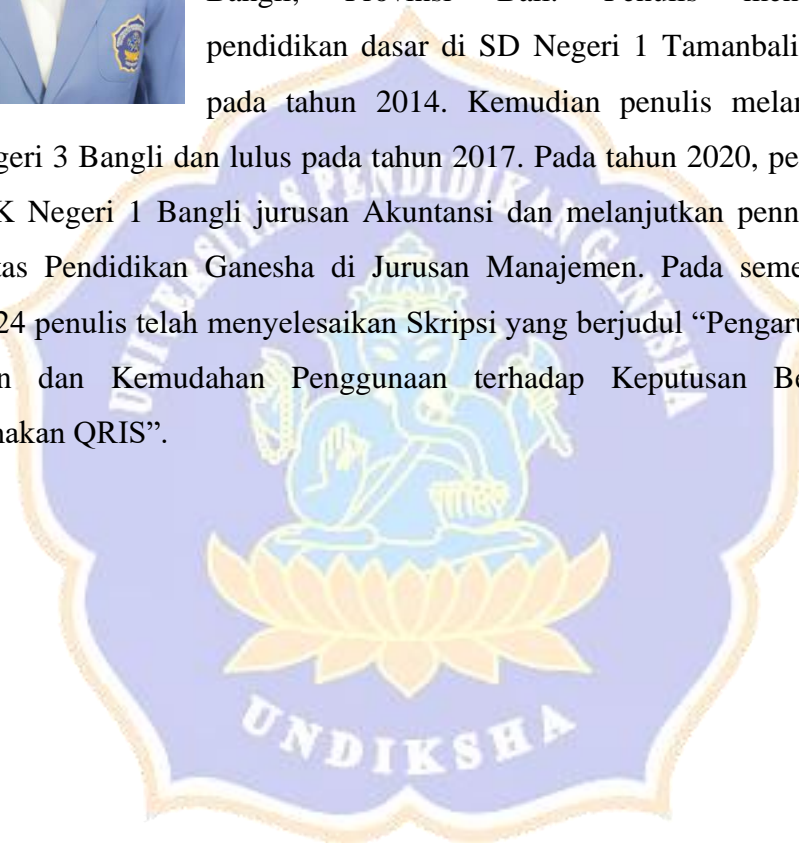 Bangli, Provinsi Bali. Penulis men
pendidikan dasar di SD Negeri 1 Tamanbali
pada tahun 2014. Kemudian penulis melan
geri 3 Bangli dan lulus pada tahun 2017. Pada tahun 2020, pe
K Negeri 1 Bangli jurusan Akuntansi dan melanjutkan penn
tas Pendidikan Ganesha di Jurusan Manajemen. Pada seme
24 penulis telah menyelesaikan Skripsi yang berjudul “Pengaru
n dan Kemudahan Penggunaan terhadap Keputusan Be
nakan QRIS”.
UNIVERSITAS PENDIDIKAN GANESHA
UNDIKSHA